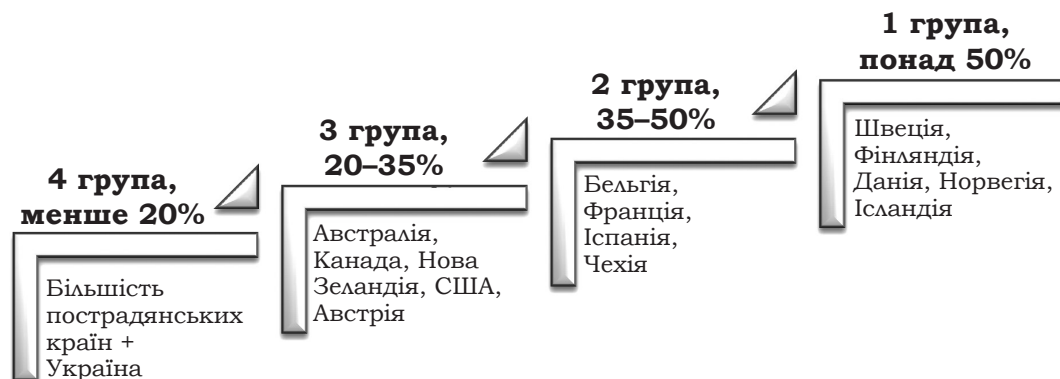 1 група,
понад 50%
Швеція,
Фінляндія,
Данія, Норвегія,
Ісландія
2 група,
35–50%
Бельгія,
Франція,
Іспанія,
Чехія
3 група,
20–35%
Австралія,
Канада, Нова
Зеландія, США,
Австрія
4 група,
менше 20%
Більшість
пострадянських
країн +
Україна